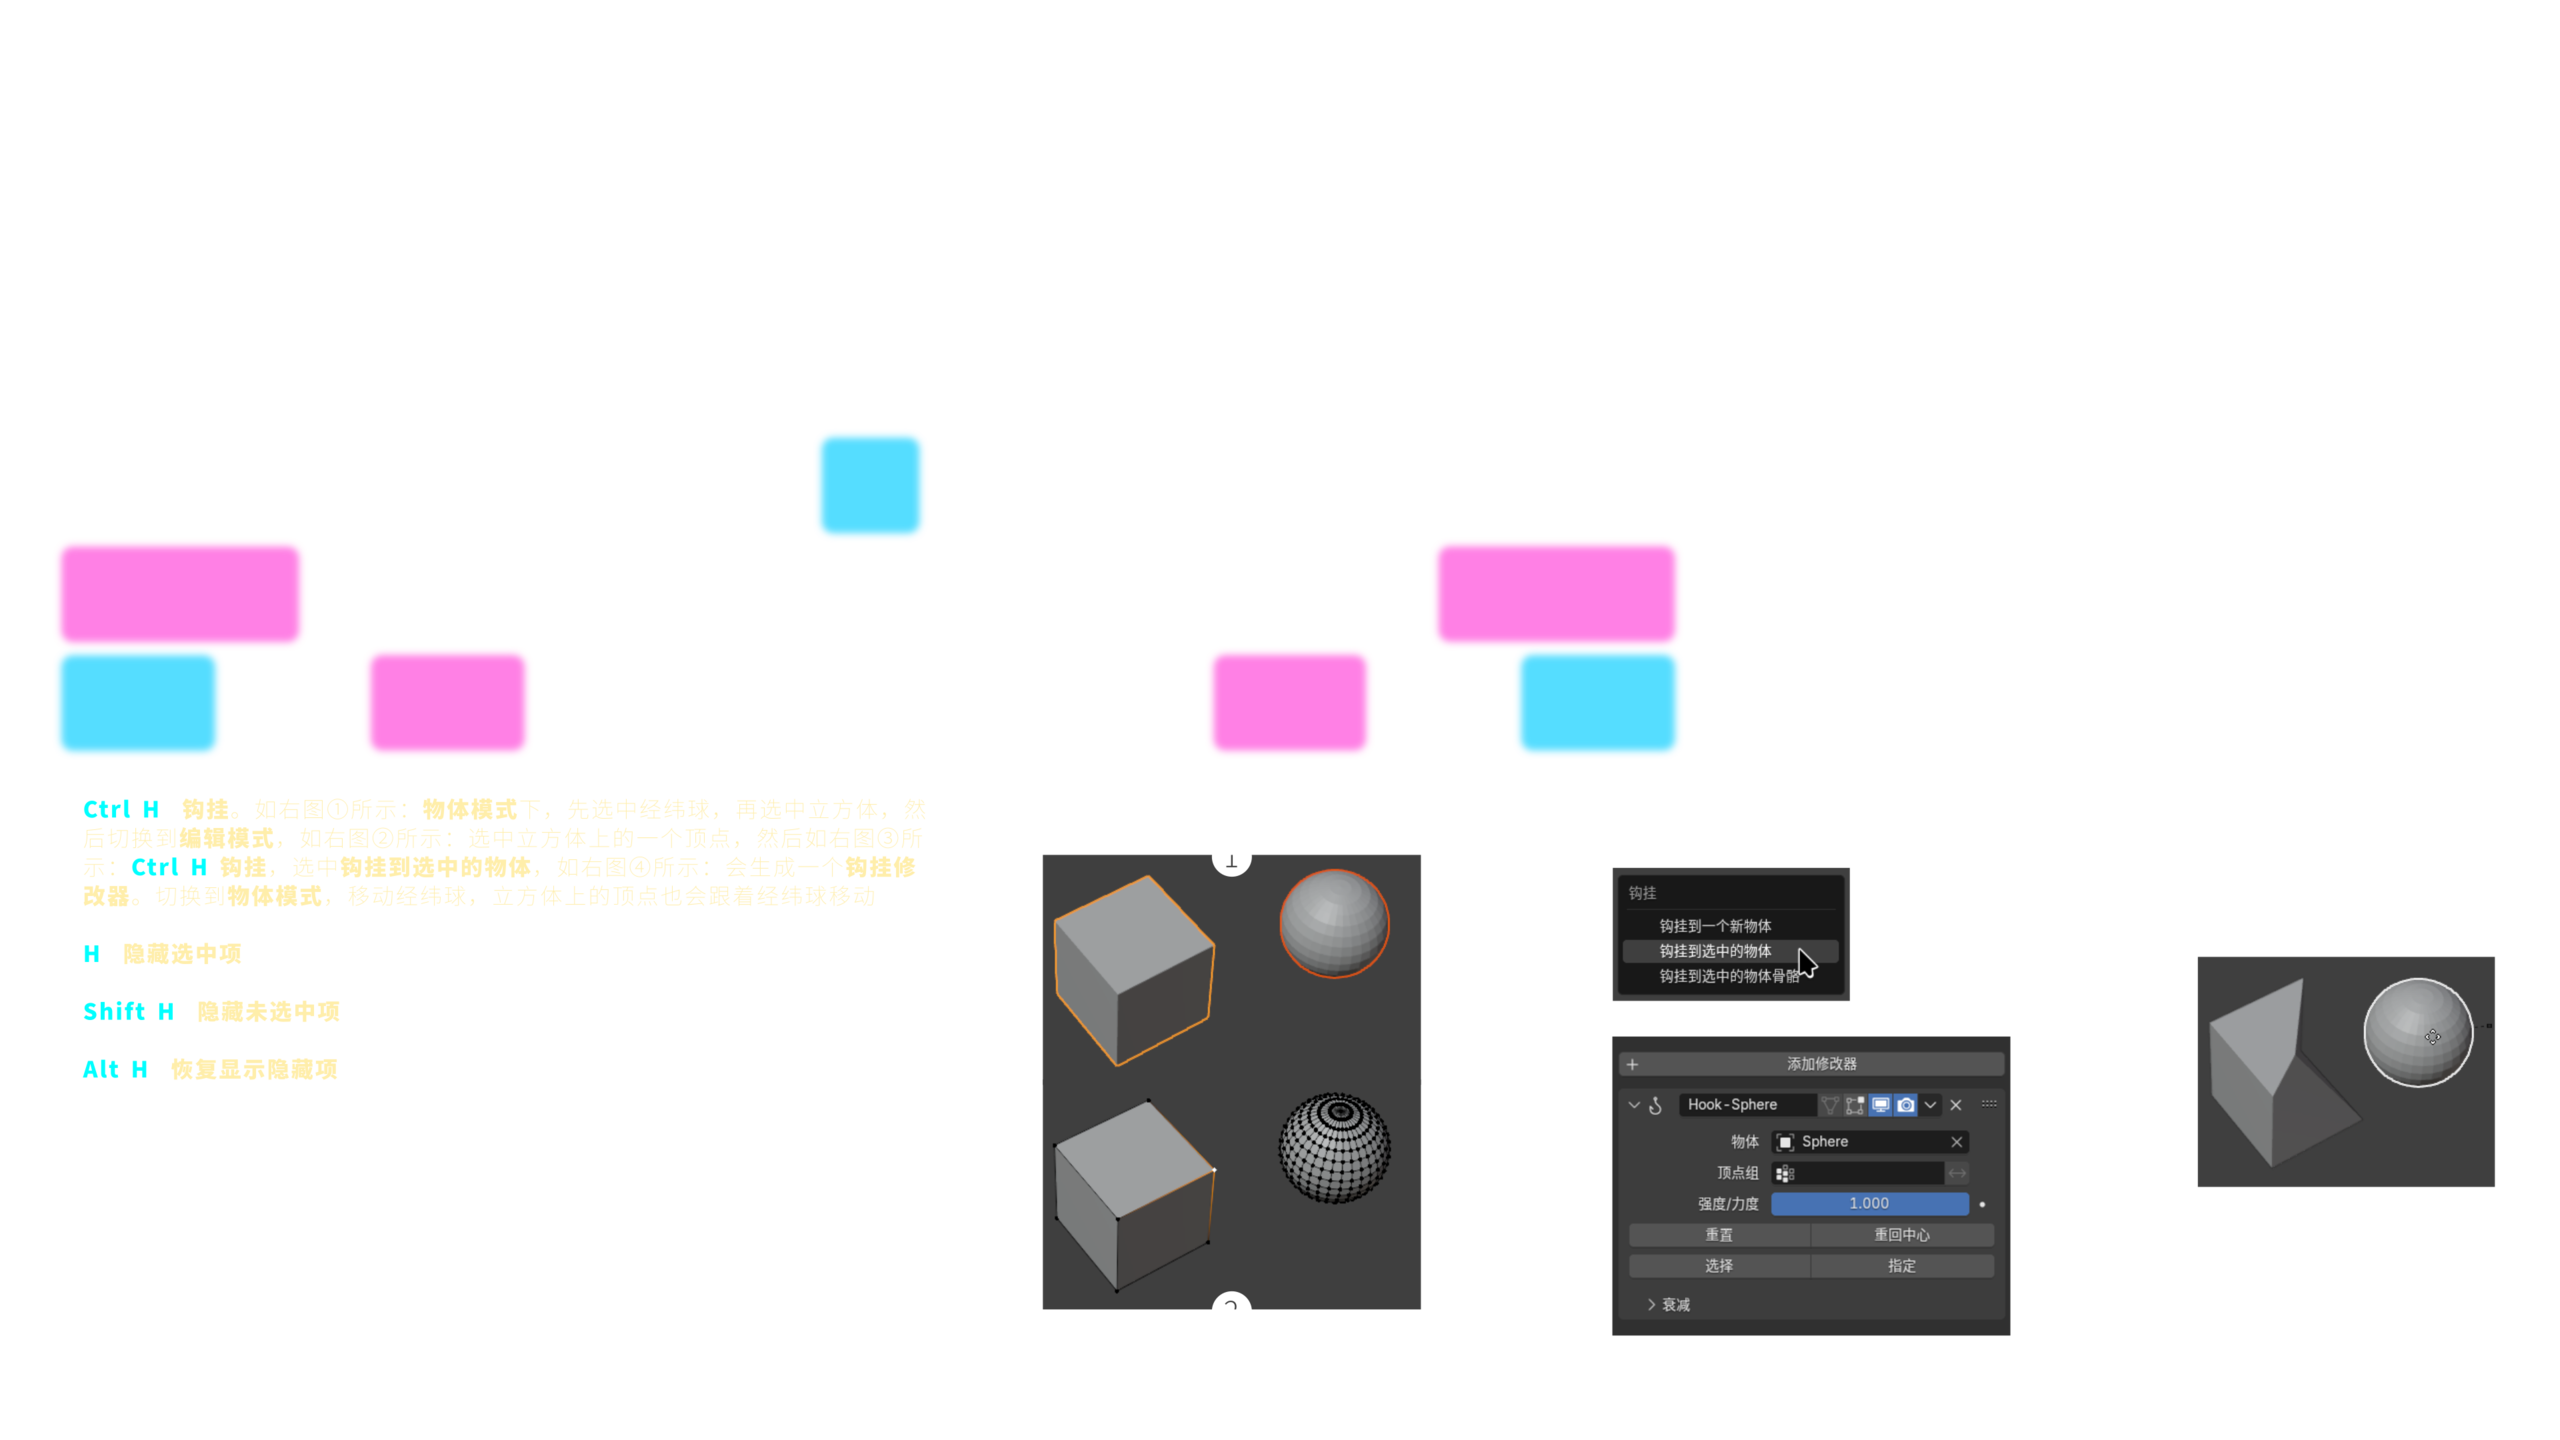 Ctrl H 钩挂。如右图①所示：物体模式下，先选中经纬球，再选中立方体，然
后切换到编辑模式，如右图②所示：选中立方体上的一个顶点，然后如右图③所
示：Ctrl H 钩挂，选中钩挂到选中的物体，如右图④所示：会生成一个钩挂修
改器。切换到物体模式，移动经纬球，立方体上的顶点也会跟着经纬球移动
H 隐藏选中项
Shift H 隐藏未选中项
Alt H 恢复显示隐藏项
1
2
钩挂
钩挂到一个新物体
钩挂到选中的物体
钩挂到选中的物体骨骼
添加修改器
Hook-Sphere
物体 Sphere
顶点组
强度/力度 1.000
重置 重回中心
选择 指定
衰减